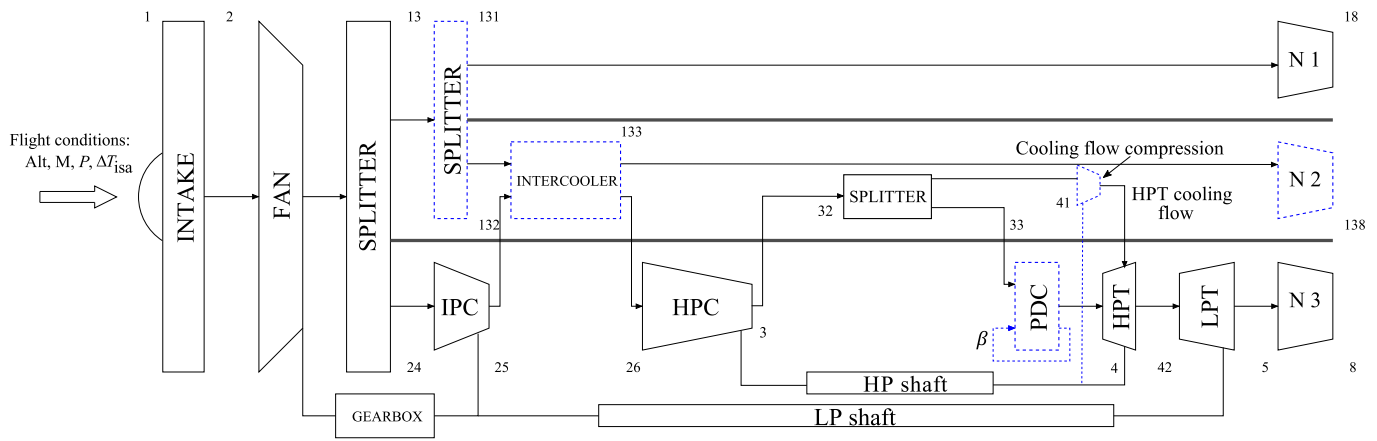 1
2
13
131
18
N 1
Flight conditions:
Alt, M, P, ΔTisa
INTAKE
FAN
SPLITTER
SPLITTER
133
INTERCOOLER
132
Cooling flow compression
N 2
HPT cooling
flow
SPLITTER
32
41
33
138
IPC
HPC
3
PDC
β
HPT
LPT
N 3
24
25
26
4
42
5
8
HP shaft
GEARBOX
LP shaft